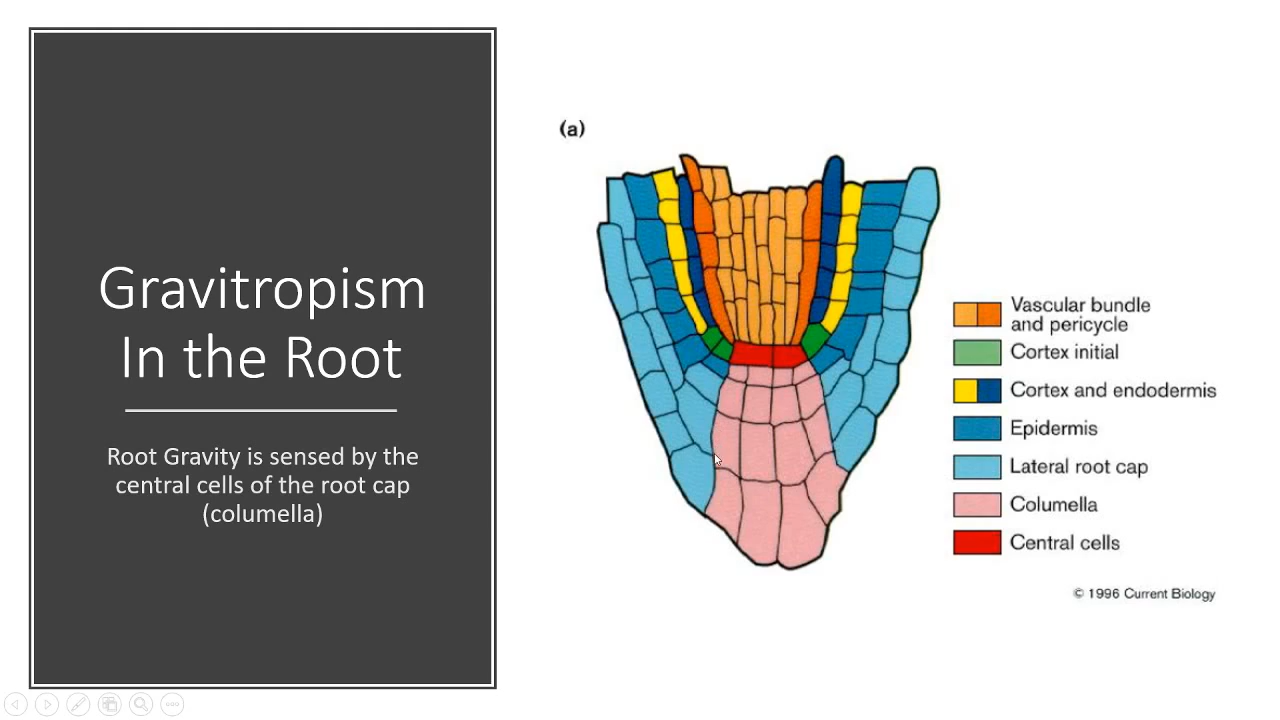 Gravitropism
In the Root
Root Gravity is sensed by the
central cells of the root cap
(columella)
(a)
Vascular bundle
and pericycle
Cortex initial
Cortex and endodermis
Epidermis
Lateral root cap
Columella
Central cells
© 1996 Current Biology